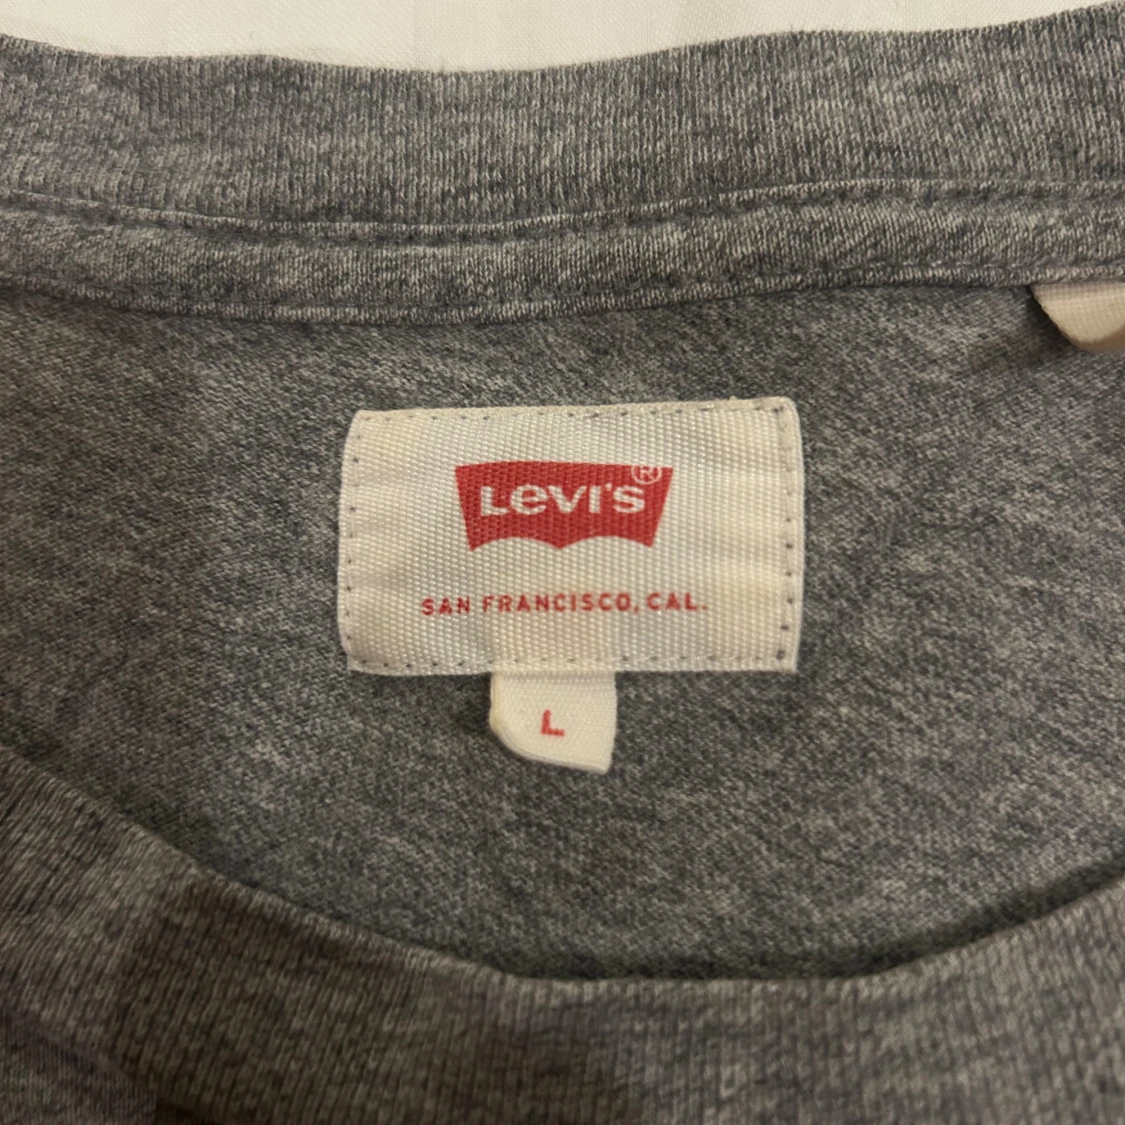 Levi's®
SAN FRANCISCO, CAL.
L